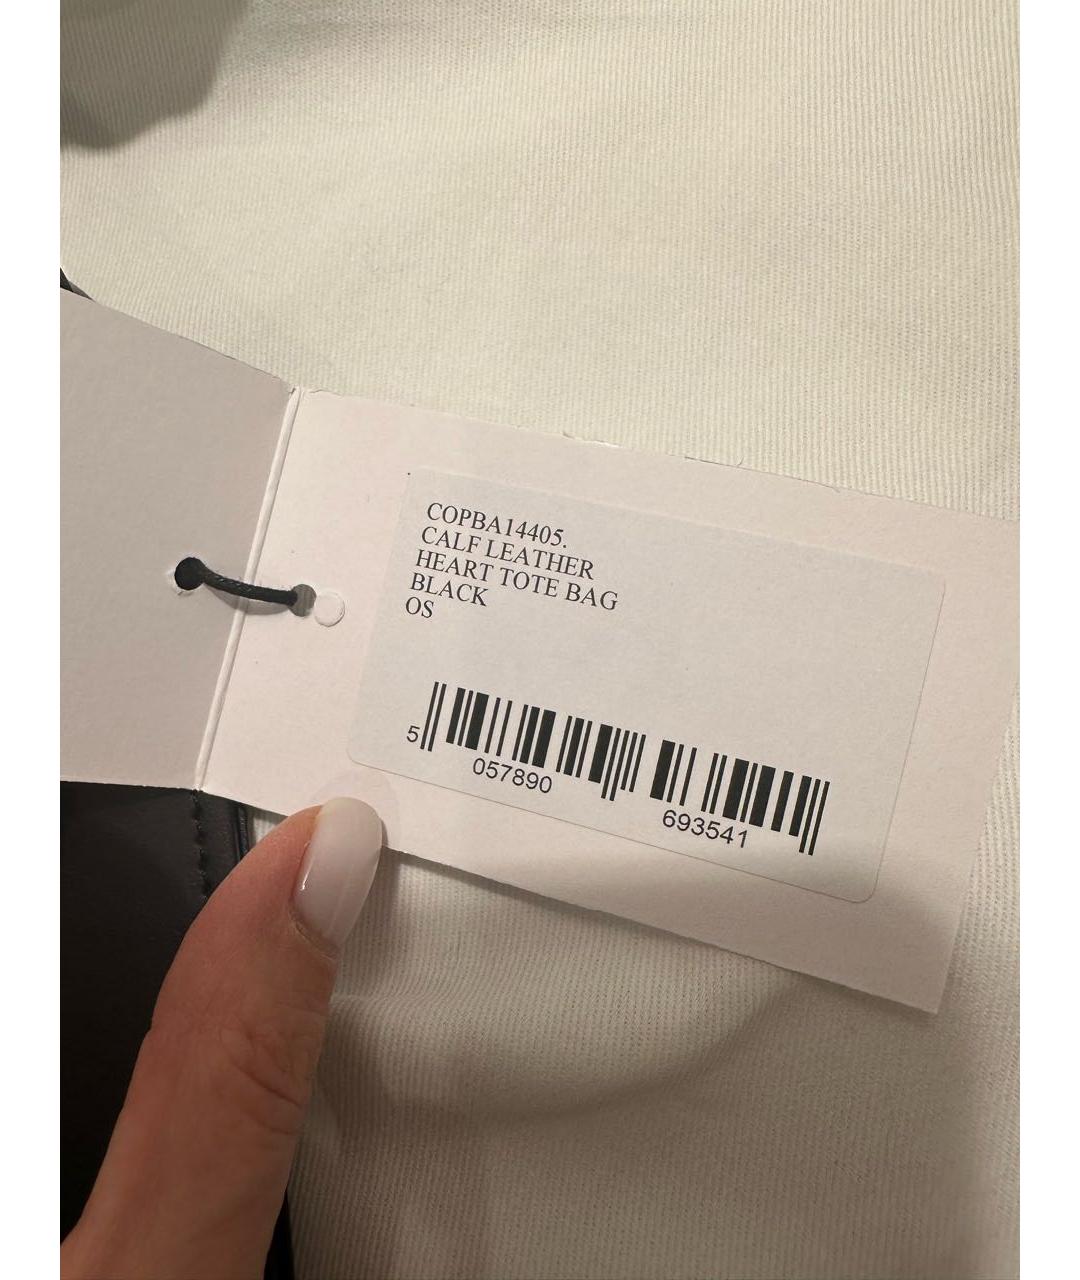 COPBA14405.
CALF LEATHER
HEART TOTE BAG
BLACK
OS
5 057890 693541